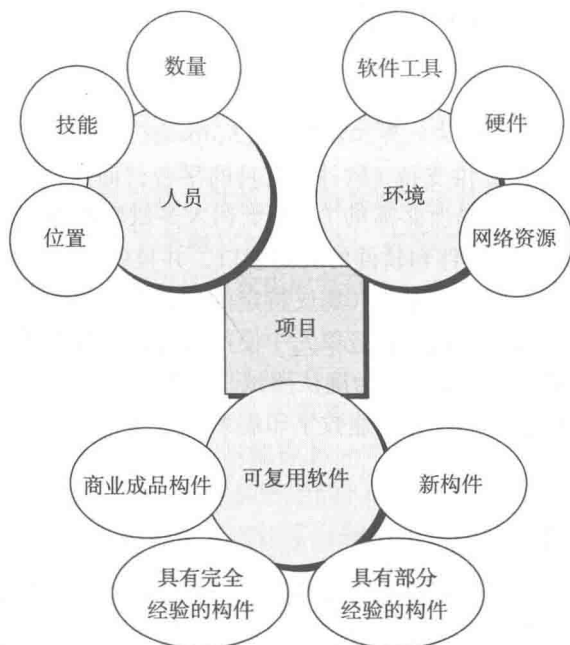 数量
软件工具
技能
硬件
人员
环境
位置
网络资源
项目
商业成品构件
可复用软件
新构件
具有完全
经验的构件
具有部分
经验的构件